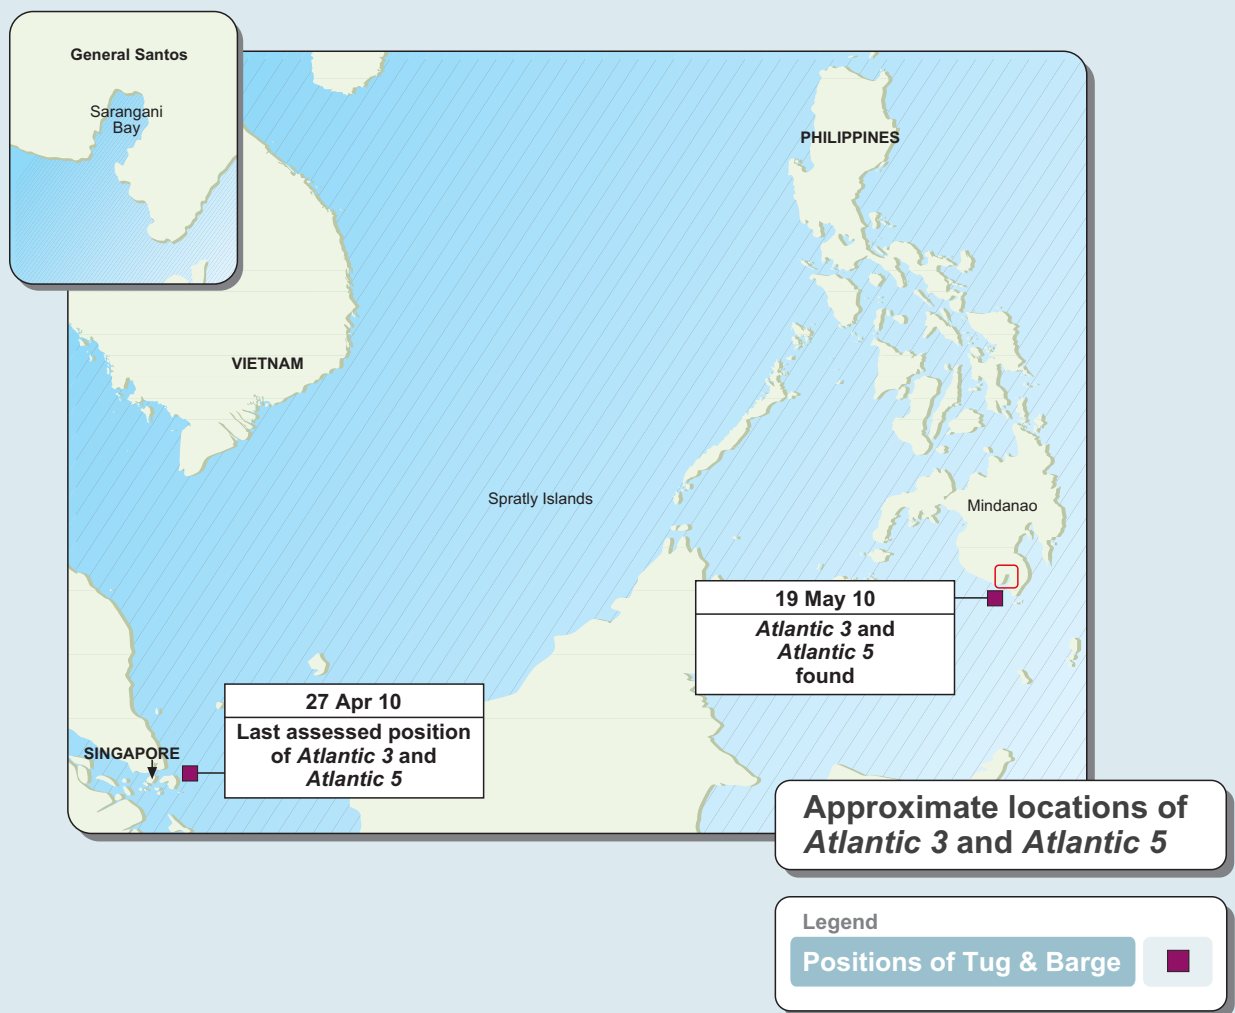 General Santos
Sarangani
Bay
PHILIPPINES
VIETNAM
Spratly Islands
Mindanao
19 May 10
Atlantic 3 and
Atlantic 5
found
27 Apr 10
Last assessed position
of Atlantic 3 and
Atlantic 5
SINGAPORE
Approximate locations of
Atlantic 3 and Atlantic 5
Legend
Positions of Tug & Barge